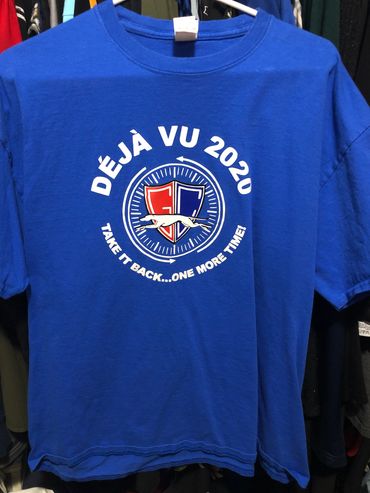 DÉJÀ VU 2020
TAKE IT BACK...ONE MORE TIME!